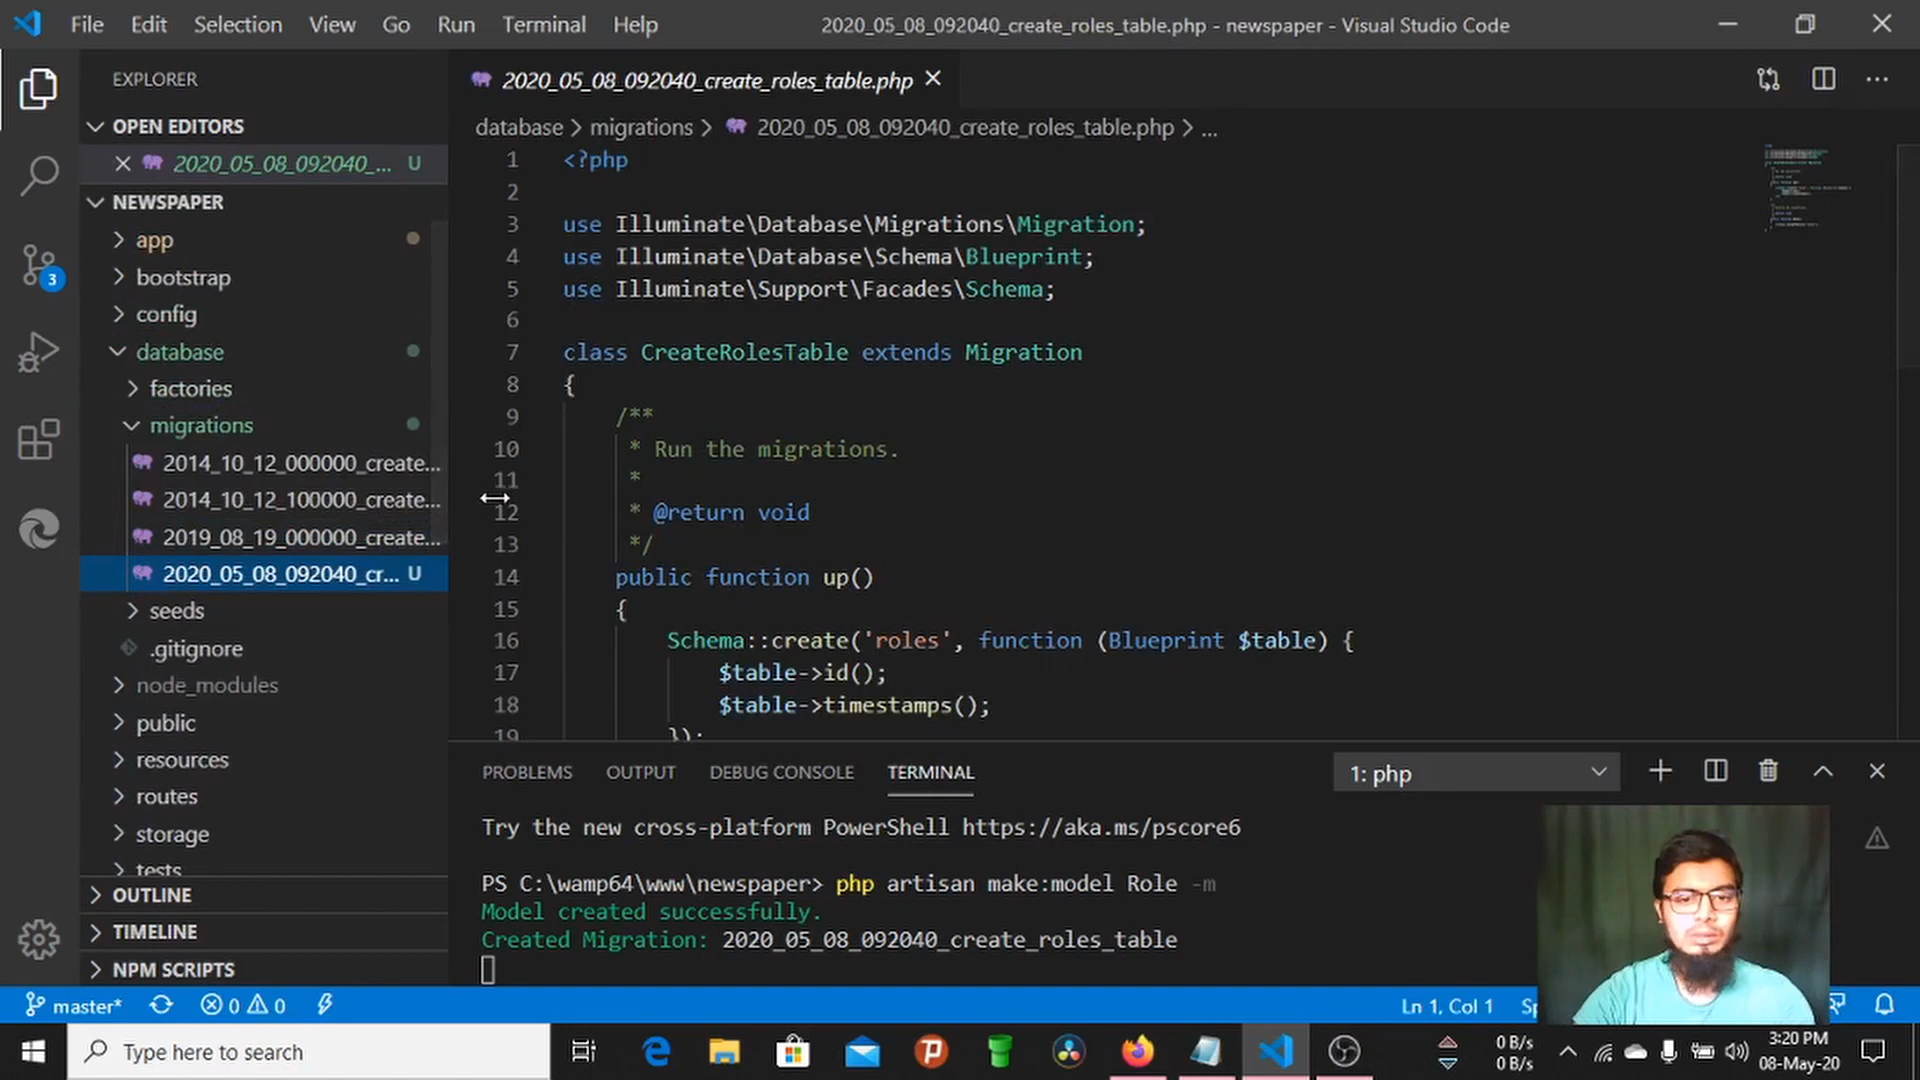 File Edit Selection View Go Run Terminal Help
2020_05_08_092040_create_roles_table.php - newspaper - Visual Studio Code
EXPLORER
OPEN EDITORS
2020_05_08_092040_... U
NEWSPAPER
app
bootstrap
config
database
factories
migrations
2014_10_12_000000_create...
2014_10_12_100000_create...
2019_08_19_000000_create...
2020_05_08_092040_cr... U
seeds
.gitignore
node_modules
public
resources
routes
storage
tests
OUTLINE
TIMELINE
NPM SCRIPTS
3
2020_05_08_092040_create_roles_table.php
database > migrations > 2020_05_08_092040_create_roles_table.php > ...
1 <?php
2
3 use Illuminate\Database\Migrations\Migration;
4 use Illuminate\Database\Schema\Blueprint;
5 use Illuminate\Support\Facades\Schema;
6
7 class CreateRolesTable extends Migration
8 {
9 /**
10 * Run the migrations.
11 *
12 * @return void
13 */
14 public function up()
15 {
16 Schema::create('roles', function (Blueprint $table) {
17 $table->id();
18 $table->timestamps();
19 });
PROBLEMS OUTPUT DEBUG CONSOLE TERMINAL
1: php
Try the new cross-platform PowerShell https://aka.ms/pscore6
PS C:\wamp64\www\newspaper> php artisan make:model Role -m
Model created successfully.
Created Migration: 2020_05_08_092040_create_roles_table
master* 0 0
Ln 1, Col 1
Type here to search
0 B/s
0 B/s
3:20 PM
08-May-20